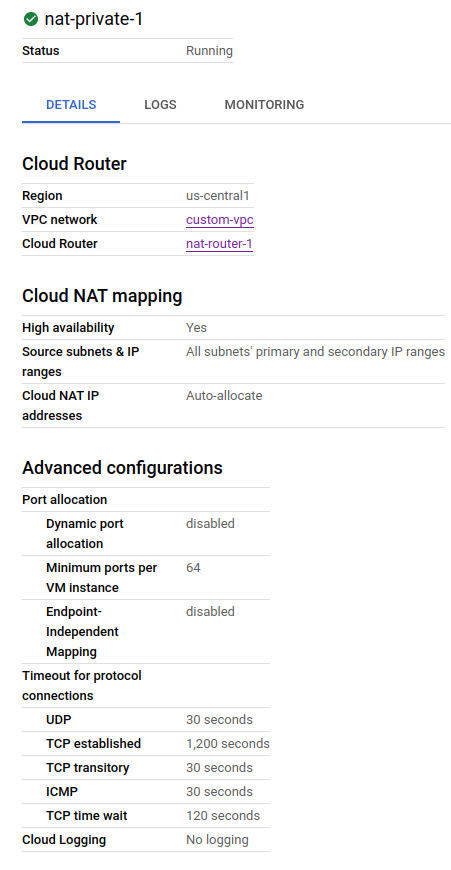 nat-private-1
Status Running
DETAILS LOGS MONITORING
Cloud Router
Region us-central1
VPC network custom-vpc
Cloud Router nat-router-1
Cloud NAT mapping
High availability Yes
Source subnets & IP All subnets' primary and secondary IP ranges
ranges
Cloud NAT IP Auto-allocate
addresses
Advanced configurations
Port allocation
Dynamic port disabled
allocation
Minimum ports per 64
VM instance
Endpoint- disabled
Independent
Mapping
Timeout for protocol
connections
UDP 30 seconds
TCP established 1,200 seconds
TCP transitory 30 seconds
ICMP 30 seconds
TCP time wait 120 seconds
Cloud Logging No logging